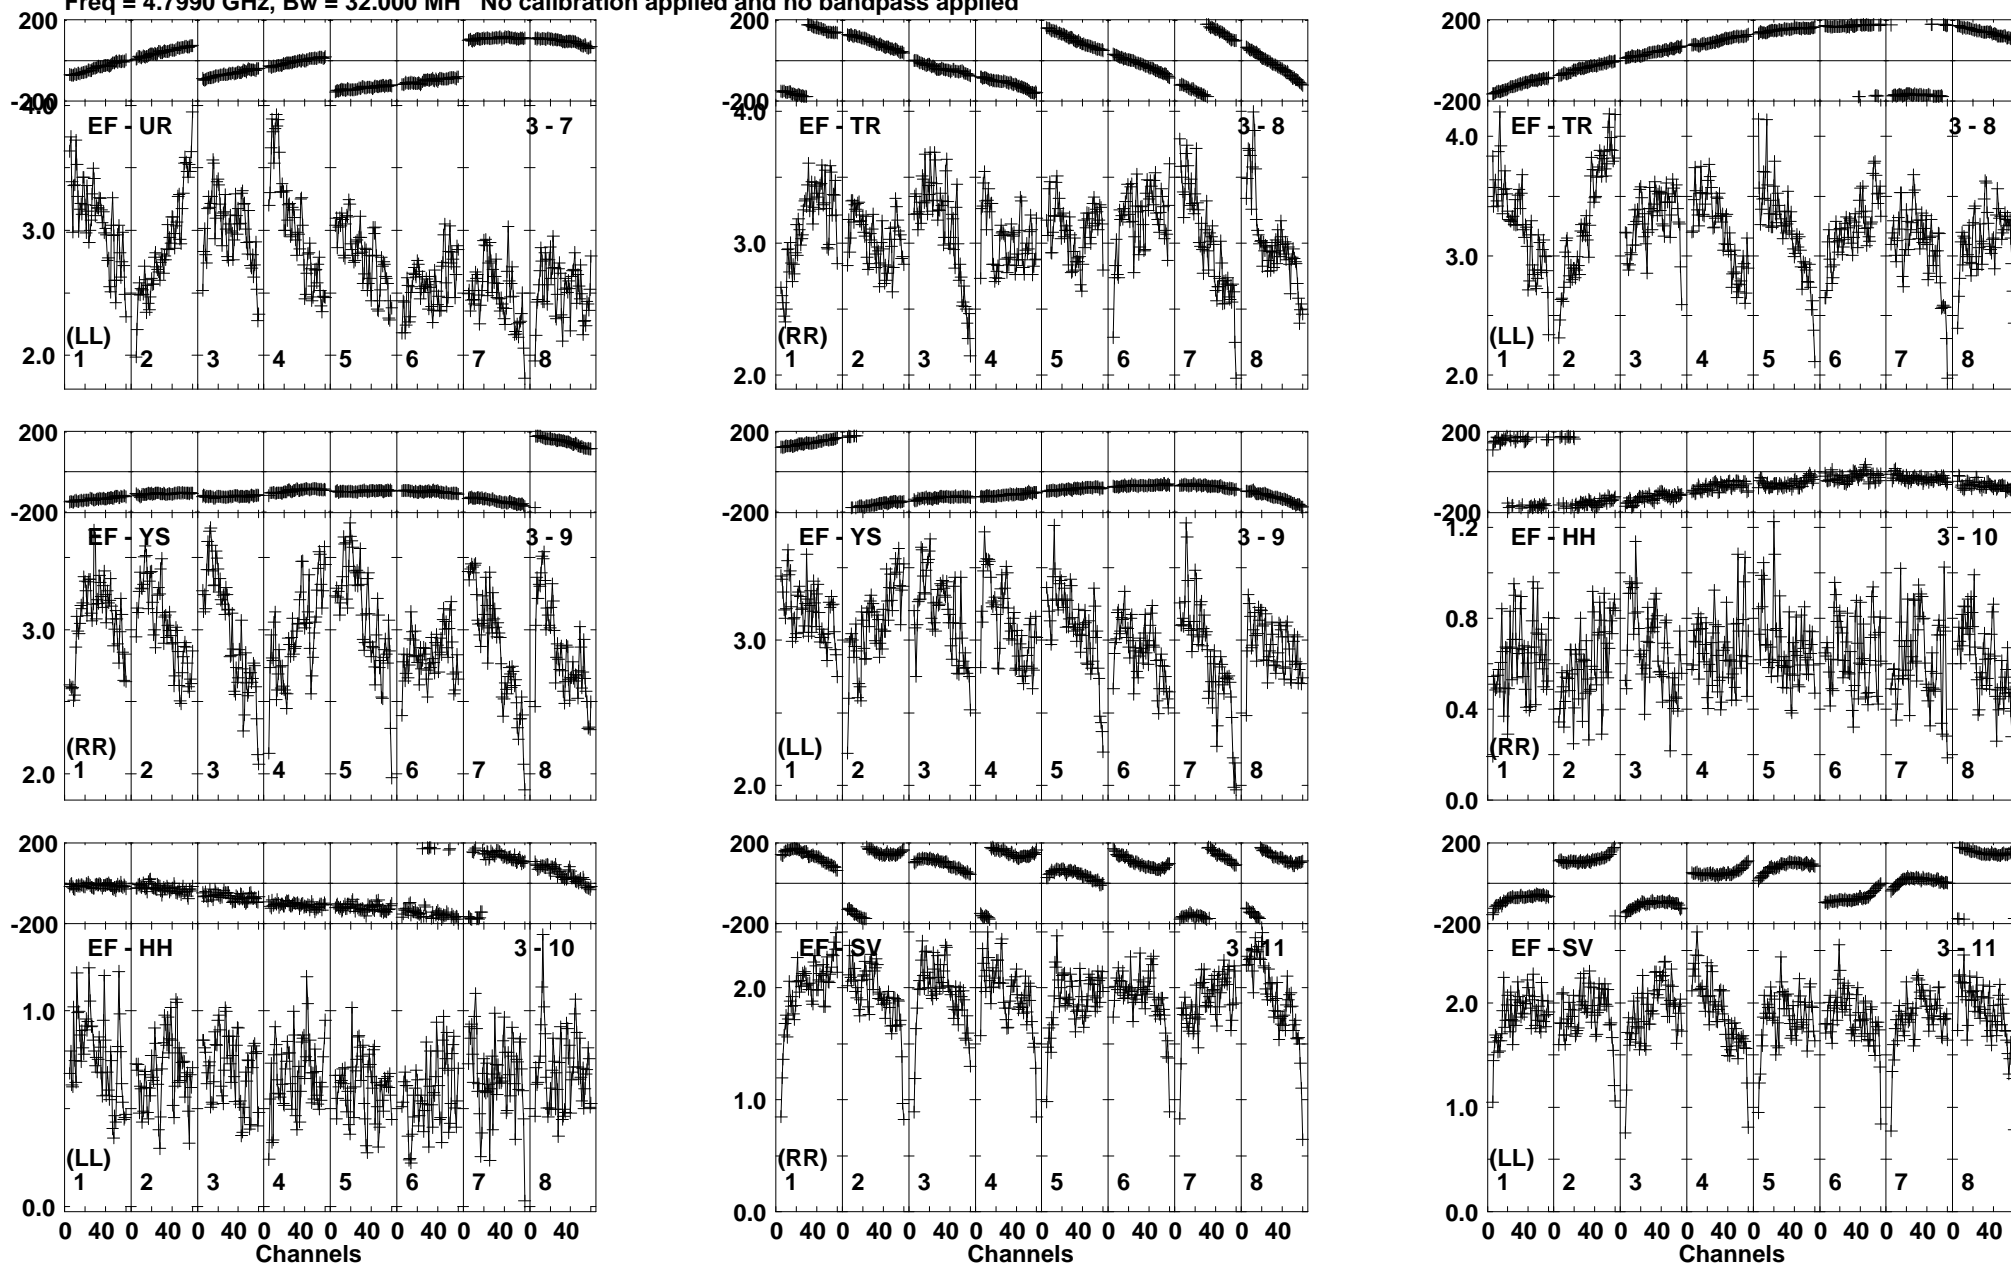 Freq = 4.7990 GHz, Bw = 32.000 MH No calibration applied and no bandpass applied
200
-200
4.0
3.0
2.0
EF - UR
3 - 7
(LL)
1 2 3 4 5 6 7 8
200
-200
4.0
3.0
2.0
EF - TR
3 - 8
(RR)
1 2 3 4 5 6 7 8
200
-200
4.0
3.0
2.0
EF - TR
3 - 8
(LL)
1 2 3 4 5 6 7 8
200
-200
3.0
2.0
EF - YS
3 - 9
(RR)
1 2 3 4 5 6 7 8
200
-200
3.0
2.0
EF - YS
3 - 9
(LL)
1 2 3 4 5 6 7 8
200
-200
1.2
0.8
0.4
0.0
EF - HH
3 - 10
(RR)
1 2 3 4 5 6 7 8
200
-200
1.0
0.0
EF - HH
3 - 10
(LL)
1 2 3 4 5 6 7 8
0 40 0 40 0 40 0 40 0 40 0 40 0 40 0 40
Channels
200
-200
2.0
1.0
0.0
EF - SV
3 - 11
(RR)
1 2 3 4 5 6 7 8
0 40 0 40 0 40 0 40 0 40 0 40 0 40 0 40
Channels
200
-200
2.0
1.0
0.0
EF - SV
3 - 11
(LL)
1 2 3 4 5 6 7 8
0 40 0 40 0 40 0 40 0 40 0 40 0 40 0 40
Channels